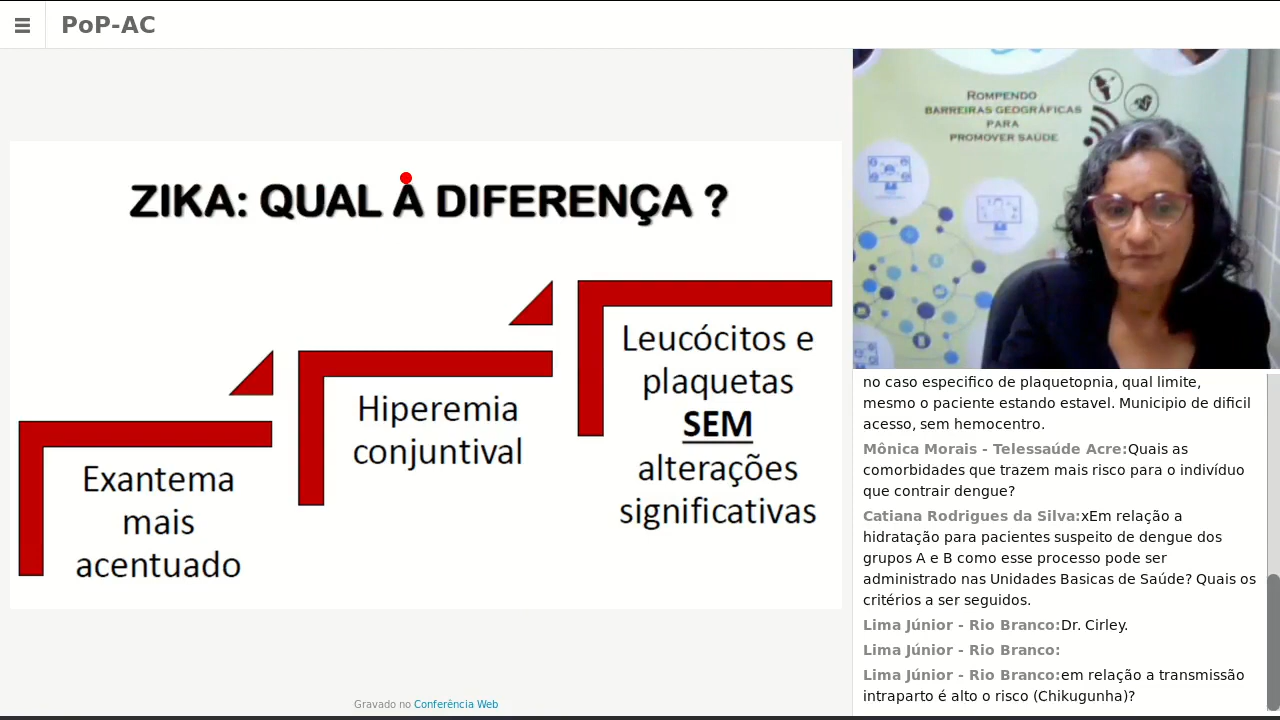 PoP-AC
ZIKA: QUAL A DIFERENÇA ?
Exantema
mais
acentuado
Hiperemia
conjuntival
Leucócitos e
plaquetas
SEM
alterações
significativas
Gravado no Conferência Web
ROMPENDO
BARREIRAS GEOGRÁFICAS
PARA
PROMOVER SAÚDE
no caso especifico de plaquetopnia, qual limite,
mesmo o paciente estando estavel. Municipio de dificil
acesso, sem hemocentro.
Mônica Morais - Telessaúde Acre:Quais as
comorbidades que trazem mais risco para o indivíduo
que contrair dengue?
Catiana Rodrigues da Silva:xEm relação a
hidratação para pacientes suspeito de dengue dos
grupos A e B como esse processo pode ser
administrado nas Unidades Basicas de Saúde? Quais os
critérios a ser seguidos.
Lima Júnior - Rio Branco:Dr. Cirley.
Lima Júnior - Rio Branco:
Lima Júnior - Rio Branco:em relação a transmissão
intraparto é alto o risco (Chikugunha)?